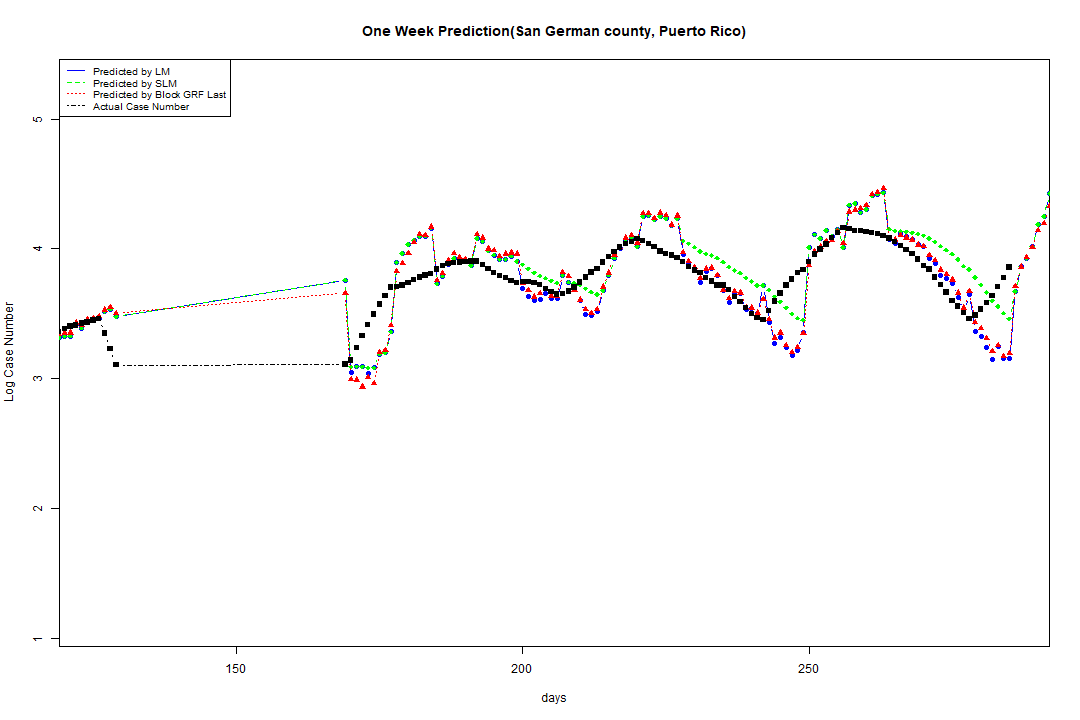 One Week Prediction(San German county, Puerto Rico)
Predicted by LM
Predicted by SLM
Predicted by Block GRF Last
Actual Case Number
Log Case Number
5
4
3
2
1
150
200
250
days